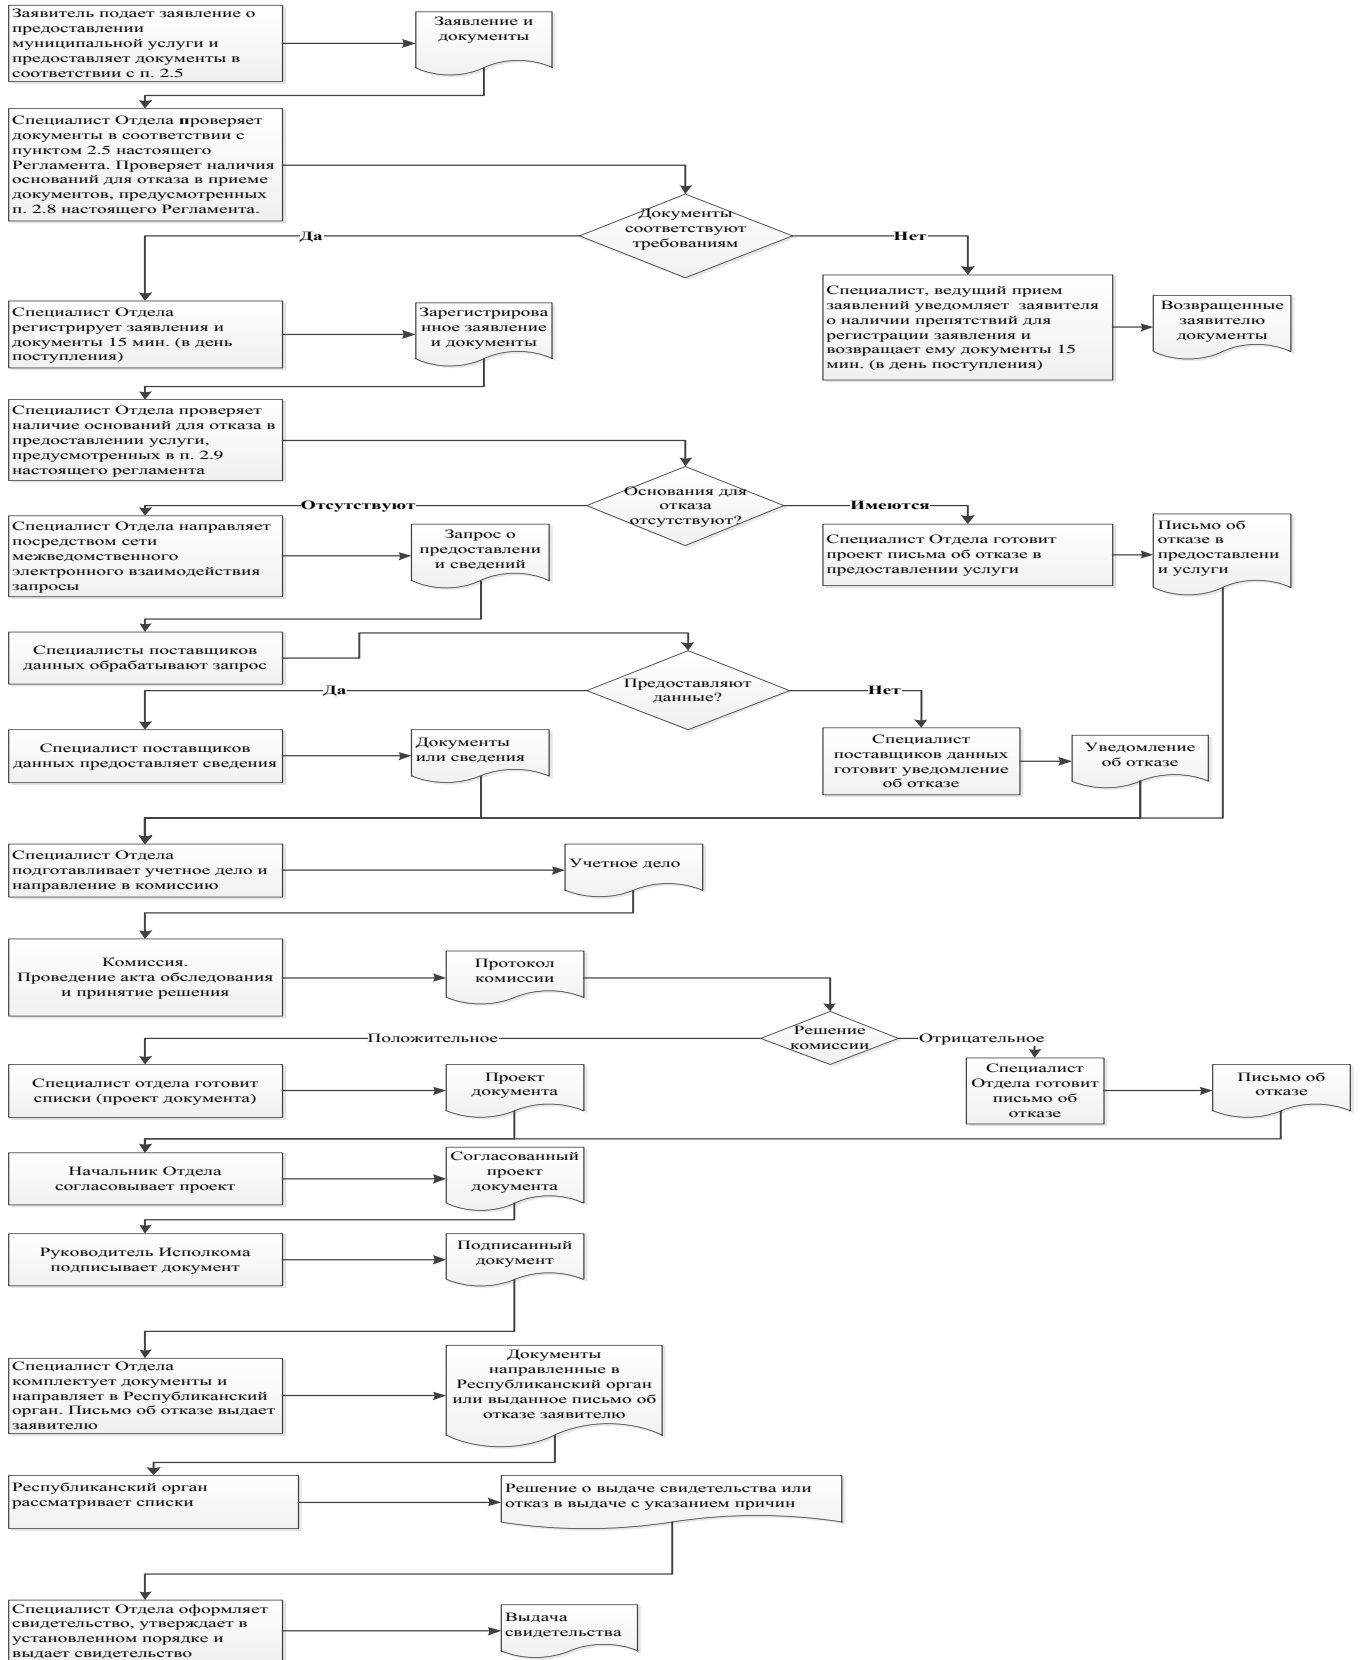 Заявитель подает заявление о
предоставлении
муниципальной услуги и
предоставляет документы в
соответствии с п. 2.5
Заявление и
документы
Специалист Отдела проверяет
документы в соответствии с
пунктом 2.5 настоящего
Регламента. Проверяет наличия
оснований для отказа в приеме
документов, предусмотренных
п. 2.8 настоящего Регламента.
Документы
соответствуют
требованиям
Да
Нет
Специалист Отдела
регистрирует заявления и
документы 15 мин. (в день
поступления)
Зарегистрирова
нное заявление
и документы
Специалист, ведущий прием
заявлений уведомляет заявителя
о наличии препятствий для
регистрации заявления и
возвращает ему документы 15
мин. (в день поступления)
Возвращенные
заявителю
документы
Специалист Отдела проверяет
наличие оснований для отказа в
предоставлении услуги,
предусмотренных в п. 2.9
настоящего регламента
Основания для
отказа
отсутствуют?
Отсутствуют
Имеются
Специалист Отдела направляет
посредством сети
межведомственного
электронного взаимодействия
запросы
Запрос о
предоставлени
и сведений
Специалист Отдела готовит
проект письма об отказе в
предоставлении услуги
Письмо об
отказе в
предоставлени
и услуги
Специалисты поставщиков
данных обрабатывают запрос
Предоставляют
данные?
Да
Нет
Специалист поставщиков
данных предоставляет сведения
Документы
или сведения
Специалист
поставщиков данных
готовит уведомление
об отказе
Уведомление
об отказе
Специалист Отдела
подготавливает учетное дело и
направление в комиссию
Учетное дело
Комиссия.
Проведение акта обследования
и принятие решения
Протокол
комиссии
Решение
комиссии
Положительное
Отрицательное
Специалист отдела готовит
списки (проект документа)
Проект
документа
Специалист
Отдела готовит
письмо об
отказе
Письмо об
отказе
Начальник Отдела
согласовывает проект
Согласованный
проект
документа
Руководитель Исполкома
подписывает документ
Подписанный
документ
Специалист Отдела
комплектует документы и
направляет в Республиканский
орган. Письмо об отказе выдает
заявителю
Документы
направленные в
Республиканский орган
или выданное письмо об
отказе заявителю
Республиканский орган
рассматривает списки
Решение о выдаче свидетельства или
отказ в выдаче с указанием причин
Специалист Отдела оформляет
свидетельство, утверждает в
установленном порядке и
выдает свидетельство
Выдача
свидетельства